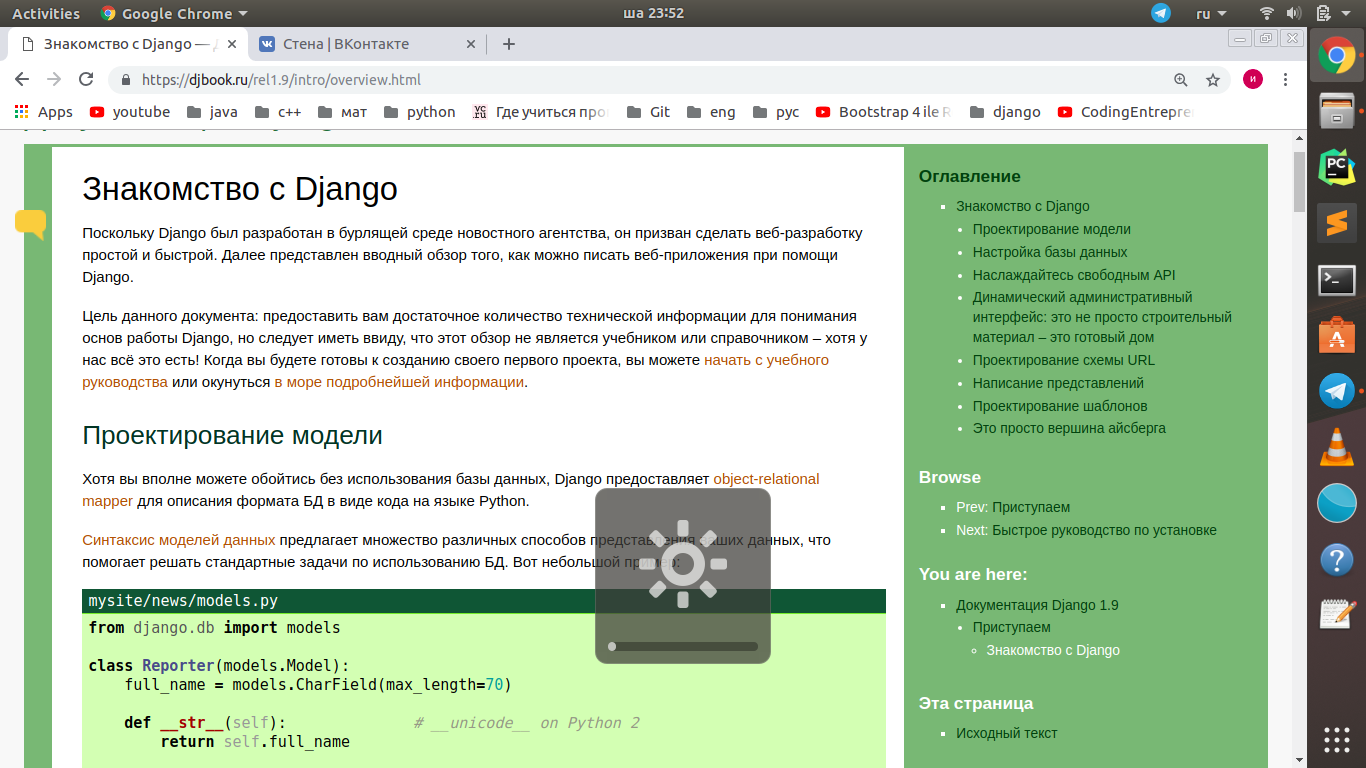 Activities
Google Chrome
ша 23:52
ru
Знакомство с Django —
Стена | ВКонтакте
https://djbook.ru/rel1.9/intro/overview.html
и
Apps
youtube
java
c++
мат
python
Где учиться про
Git
eng
рус
Bootstrap 4 ile R
django
CodingEntrepre
Знакомство с Django
Поскольку Django был разработан в бурлящей среде новостного агентства, он призван сделать веб-разработку
простой и быстрой. Далее представлен вводный обзор того, как можно писать веб-приложения при помощи
Django.
Цель данного документа: предоставить вам достаточное количество технической информации для понимания
основ работы Django, но следует иметь ввиду, что этот обзор не является учебником или справочником – хотя у
нас всё это есть! Когда вы будете готовы к созданию своего первого проекта, вы можете начать с учебного
руководства или окунуться в море подробнейшей информации.
Проектирование модели
Хотя вы вполне можете обойтись без использования базы данных, Django предоставляет object-relational
mapper для описания формата БД в виде кода на языке Python.
Синтаксис моделей данных предлагает множество различных способов представления ваших данных, что
помогает решать стандартные задачи по использованию БД. Вот небольшой пример:
mysite/news/models.py
from django.db import models
class Reporter(models.Model):
full_name = models.CharField(max_length=70)
def __str__(self): # __unicode__ on Python 2
return self.full_name
Оглавление
Знакомство с Django
Проектирование модели
Настройка базы данных
Наслаждайтесь свободным API
Динамический административный
интерфейс: это не просто строительный
материал – это готовый дом
Проектирование схемы URL
Написание представлений
Проектирование шаблонов
Это просто вершина айсберга
Browse
Prev: Приступаем
Next: Быстрое руководство по установке
You are here:
Документация Django 1.9
Приступаем
Знакомство с Django
Эта страница
Исходный текст
PC